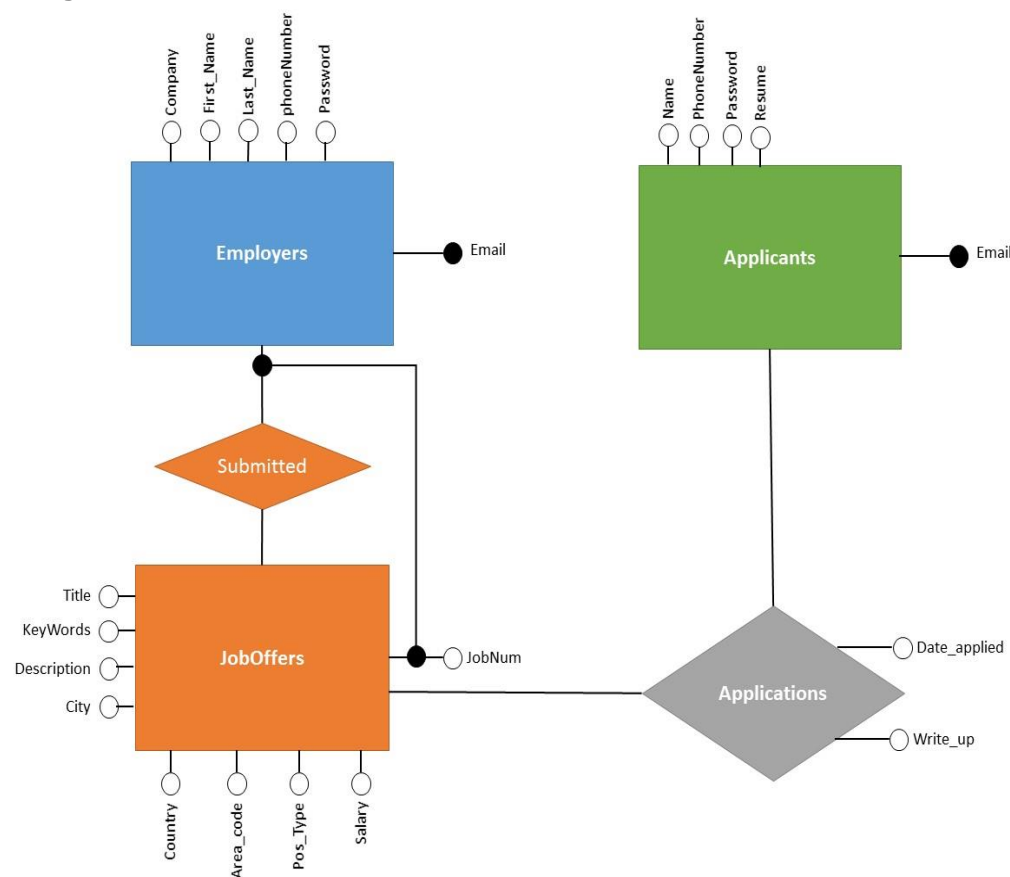 Company
First_Name
Last_Name
phoneNumber
Password
Employers
Email
Name
PhoneNumber
Password
Resume
Applicants
Email
Submitted
Title
KeyWords
Description
City
JobOffers
JobNum
Country
Area_code
Pos_Type
Salary
Applications
Date_applied
Write_up